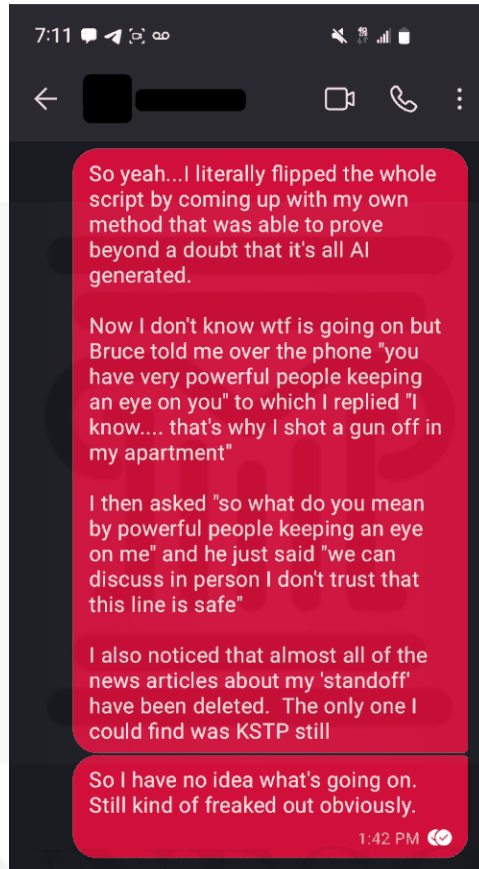 7:11
So yeah...I literally flipped the whole
script by coming up with my own
method that was able to prove
beyond a doubt that it's all AI
generated.
Now I don't know wtf is going on but
Bruce told me over the phone "you
have very powerful people keeping
an eye on you" to which I replied "I
know.... that's why I shot a gun off in
my apartment"
I then asked "so what do you mean
by powerful people keeping an eye
on me" and he just said "we can
discuss in person I don't trust that
this line is safe"
I also noticed that almost all of the
news articles about my 'standoff'
have been deleted.  The only one I
could find was KSTP still
So I have no idea what's going on.
Still kind of freaked out obviously.
1:42 PM